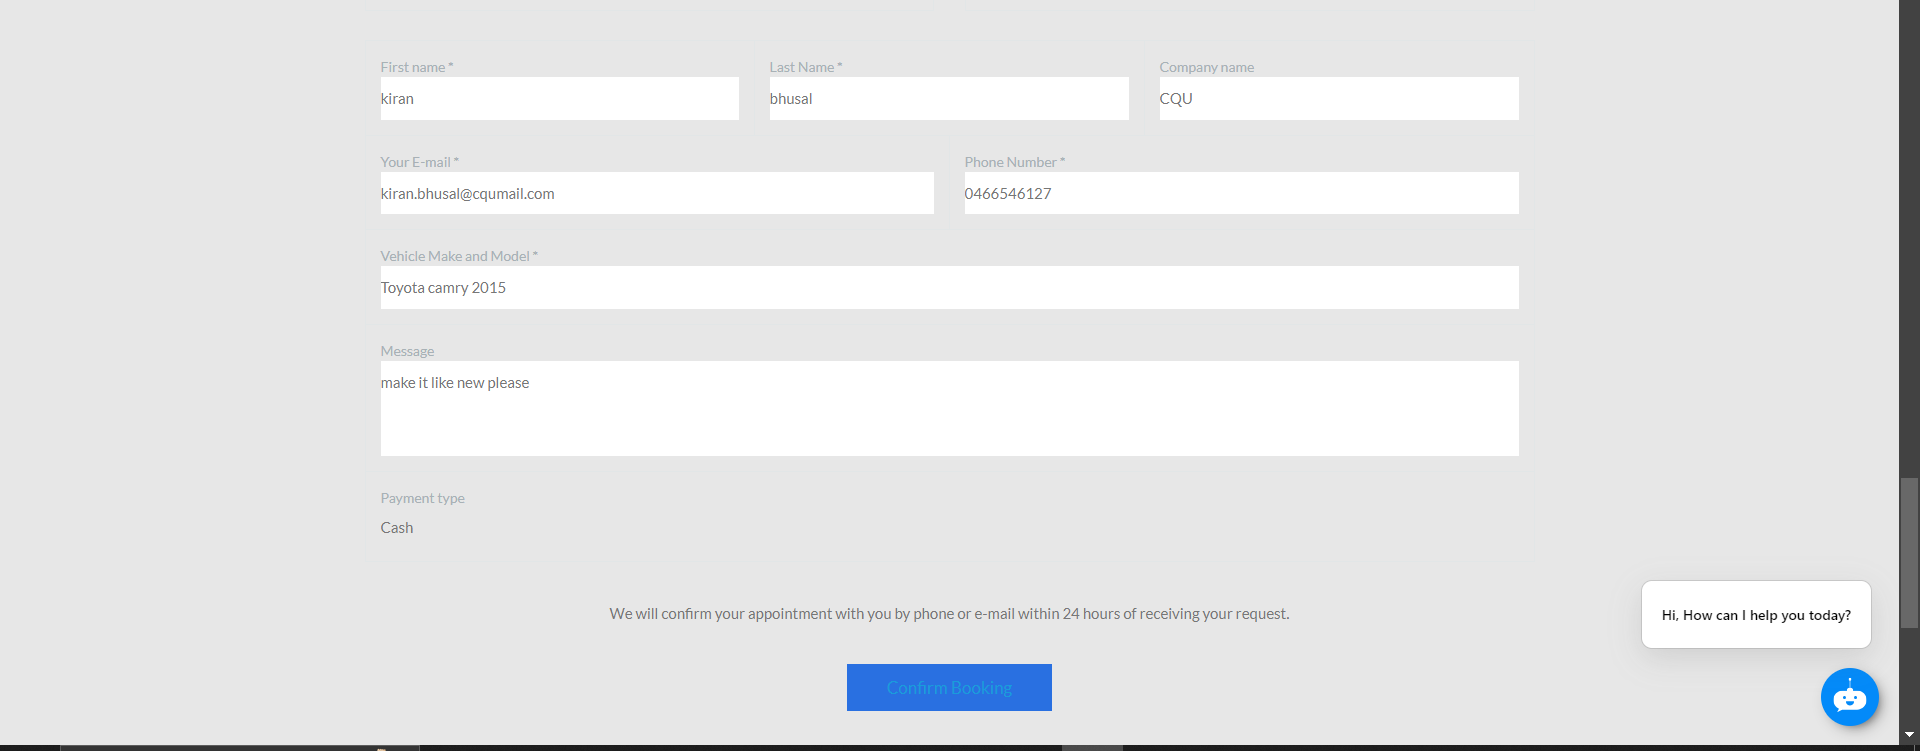 First name *
Last Name *
Company name
kiran
bhusal
CQU
Your E-mail *
Phone Number *
kiran.bhusal@cqumail.com
0466546127
Vehicle Make and Model *
Toyota camry 2015
Message
make it like new please
Payment type
Cash
We will confirm your appointment with you by phone or e-mail within 24 hours of receiving your request.
Hi, How can I help you today?
Confirm Booking